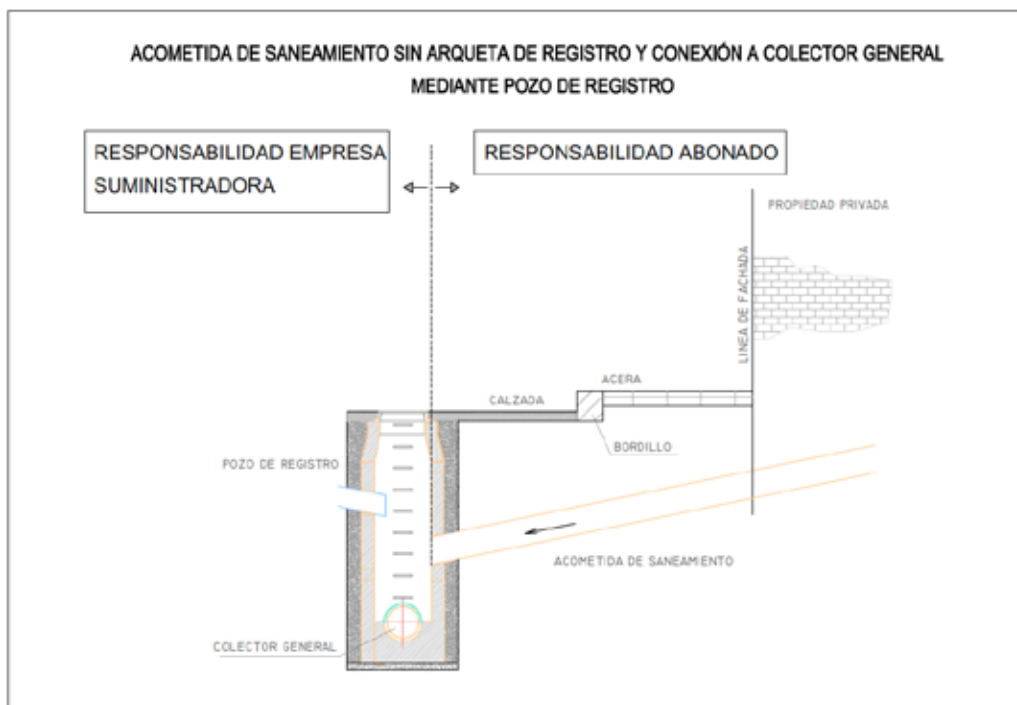 ACOMETIDA DE SANEAMIENTO SIN ARQUETA DE REGISTRO Y CONEXIÓN A COLECTOR GENERAL
MEDIANTE POZO DE REGISTRO
RESPONSABILIDAD EMPRESA
SUMINISTRADORA
RESPONSABILIDAD ABONADO
PROPIEDAD PRIVADA
LINEA DE FACHADA
ACERA
CALZADA
BORDILLO
POZO DE REGISTRO
ACOMETIDA DE SANEAMIENTO
COLECTOR GENERAL